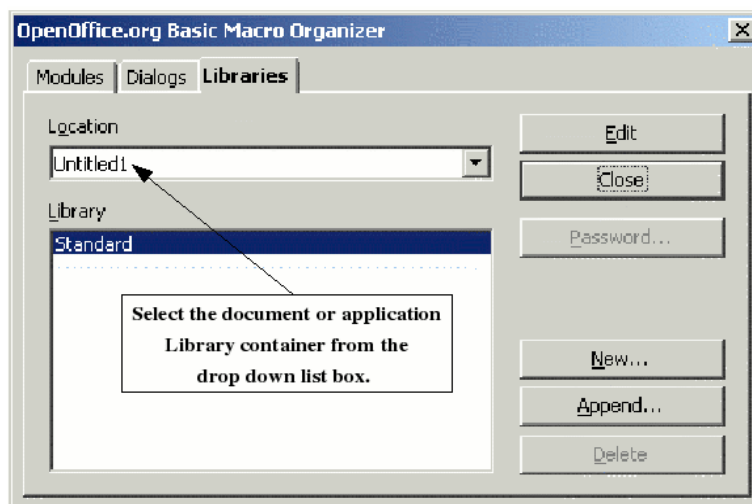 OpenOffice.org Basic Macro Organizer
Modules Dialogs Libraries
Location
Untitled1
Edit
Close
Library
Standard
Password...
Select the document or application
Library container from the
drop down list box.
New...
Append...
Delete